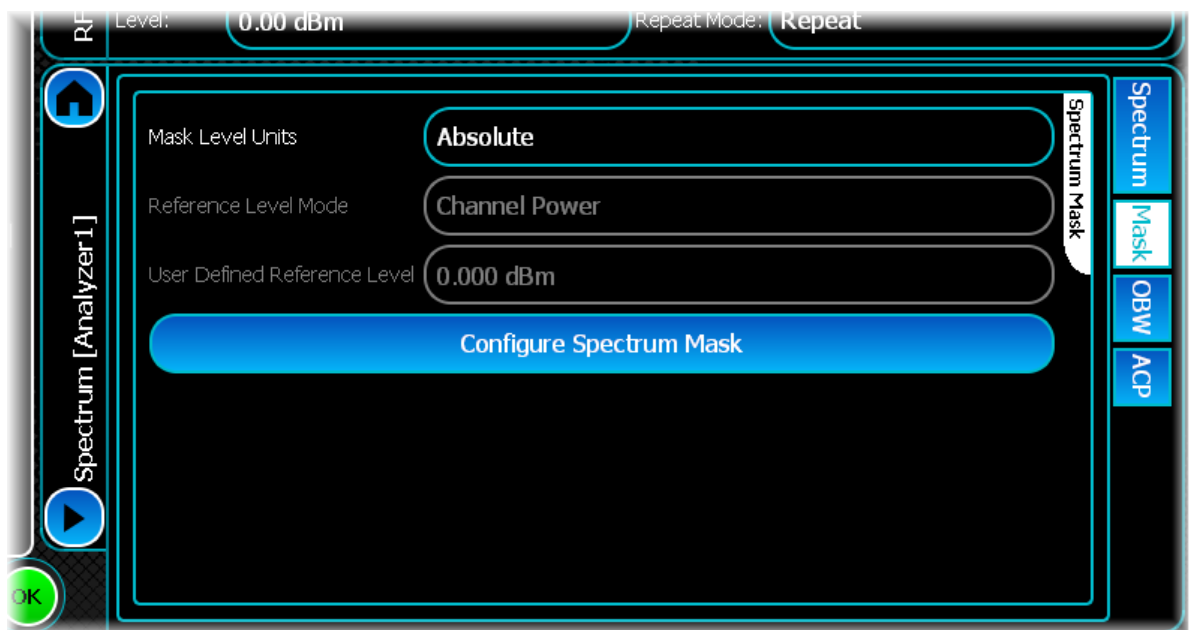 RF
Level: 0.00 dBm Repeat Mode: Repeat
Spectrum [Analyzer1]
Mask Level Units Absolute
Reference Level Mode Channel Power
User Defined Reference Level 0.000 dBm
Configure Spectrum Mask
Spectrum Mask
Spectrum
Mask
OBW
ACP
OK